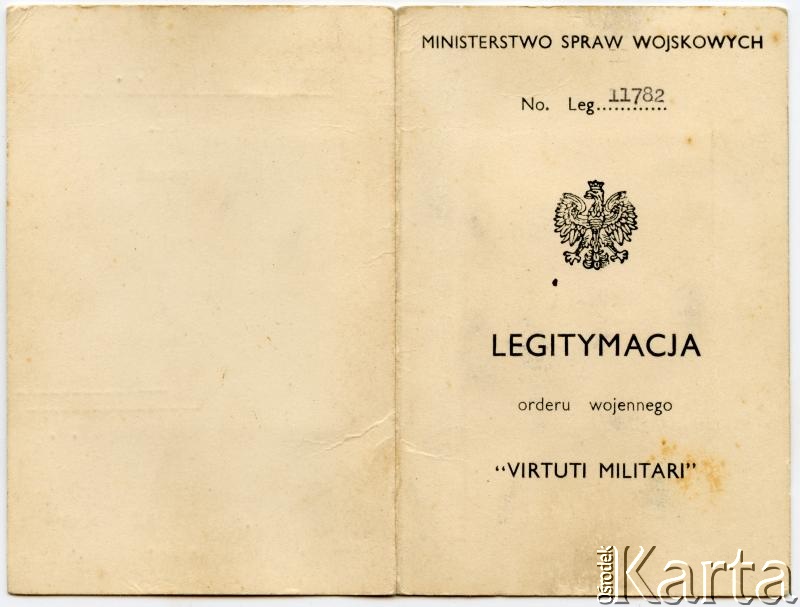 MINISTERSTWO SPRAW WOJSKOWYCH
No. Leg. 11782
LEGITYMACJA
orderu wojennego
“VIRTUTI MILITARI”
ośrodek Karta